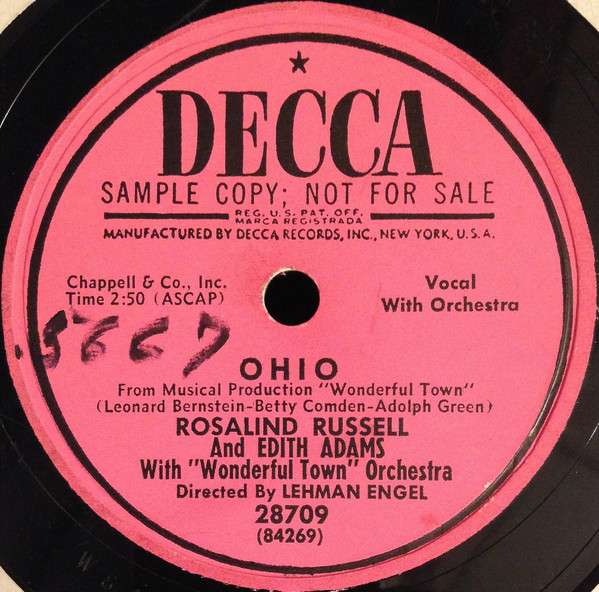 DECCA
SAMPLE COPY; NOT FOR SALE
REG. U.S. PAT. OFF.
MARCA REGISTRADA
MANUFACTURED BY DECCA RECORDS, INC., NEW YORK, U.S.A.
Chappell & Co., Inc.
Time 2:50 (ASCAP)
Vocal
With Orchestra
5667
OHIO
From Musical Production "Wonderful Town"
(Leonard Bernstein-Betty Comden-Adolph Green)
ROSALIND RUSSELL
And EDITH ADAMS
With "Wonderful Town" Orchestra
Directed By LEHMAN ENGEL
28709
(84269)